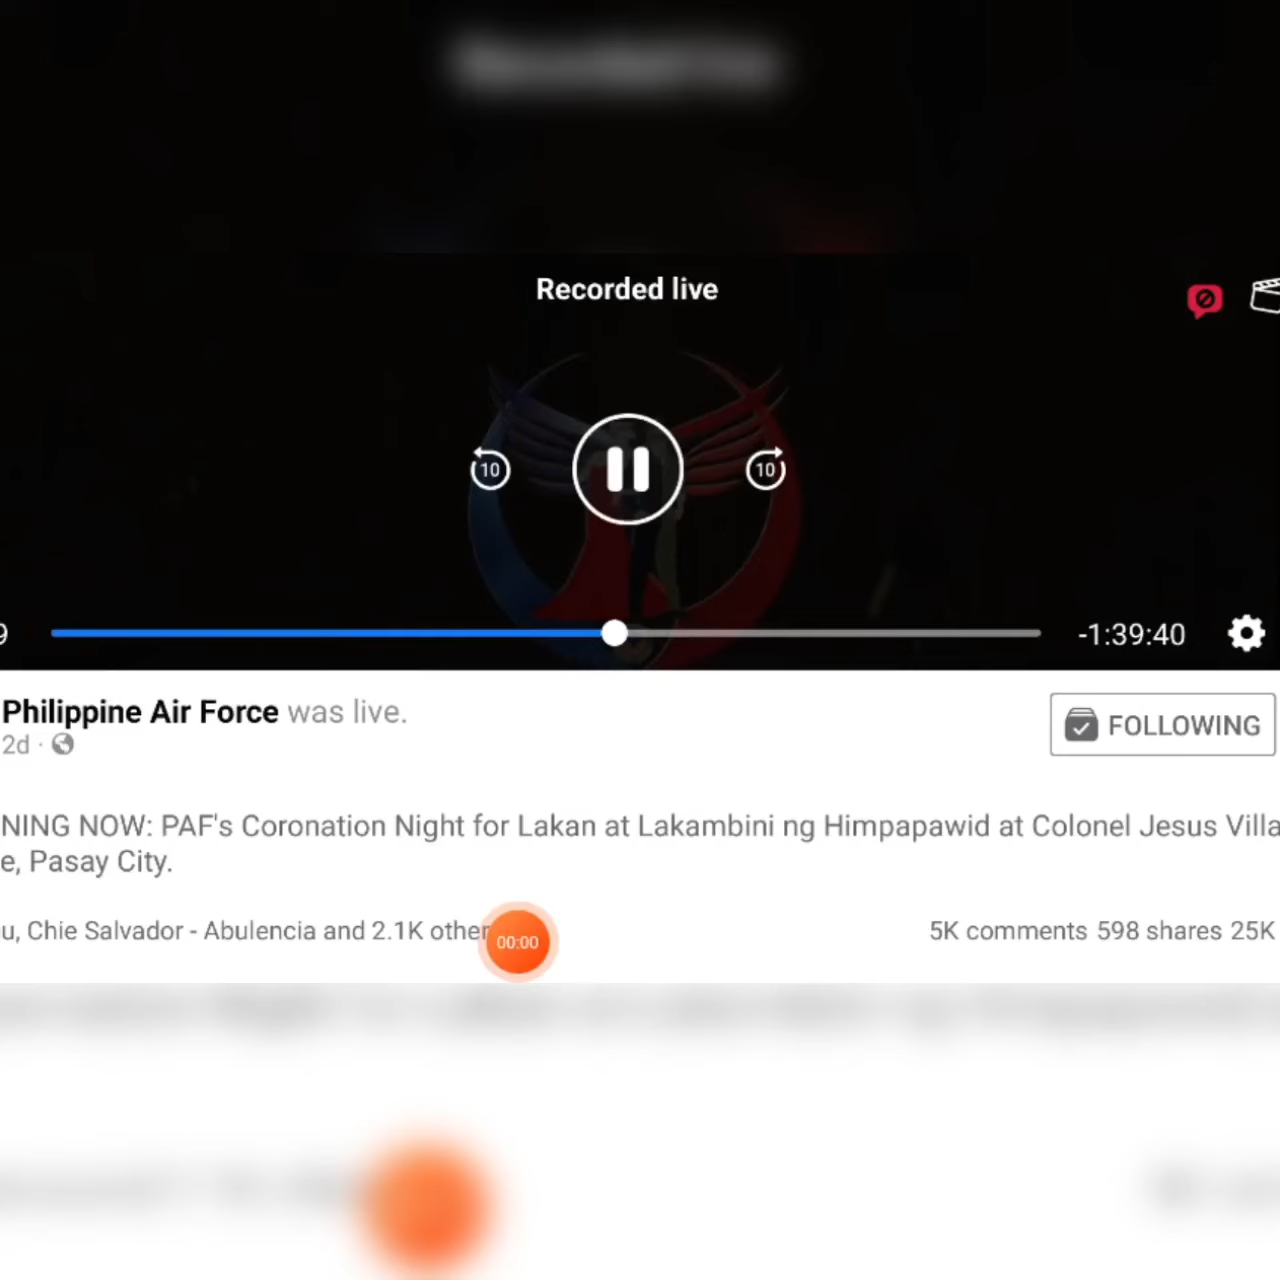 Recorded live
10
10
9
-1:39:40
Philippine Air Force was live.
2d ·
FOLLOWING
NING NOW: PAF's Coronation Night for Lakan at Lakambini ng Himpapawid at Colonel Jesus Villa
e, Pasay City.
u, Chie Salvador - Abulencia and 2.1K other
00:00
5K comments 598 shares 25K